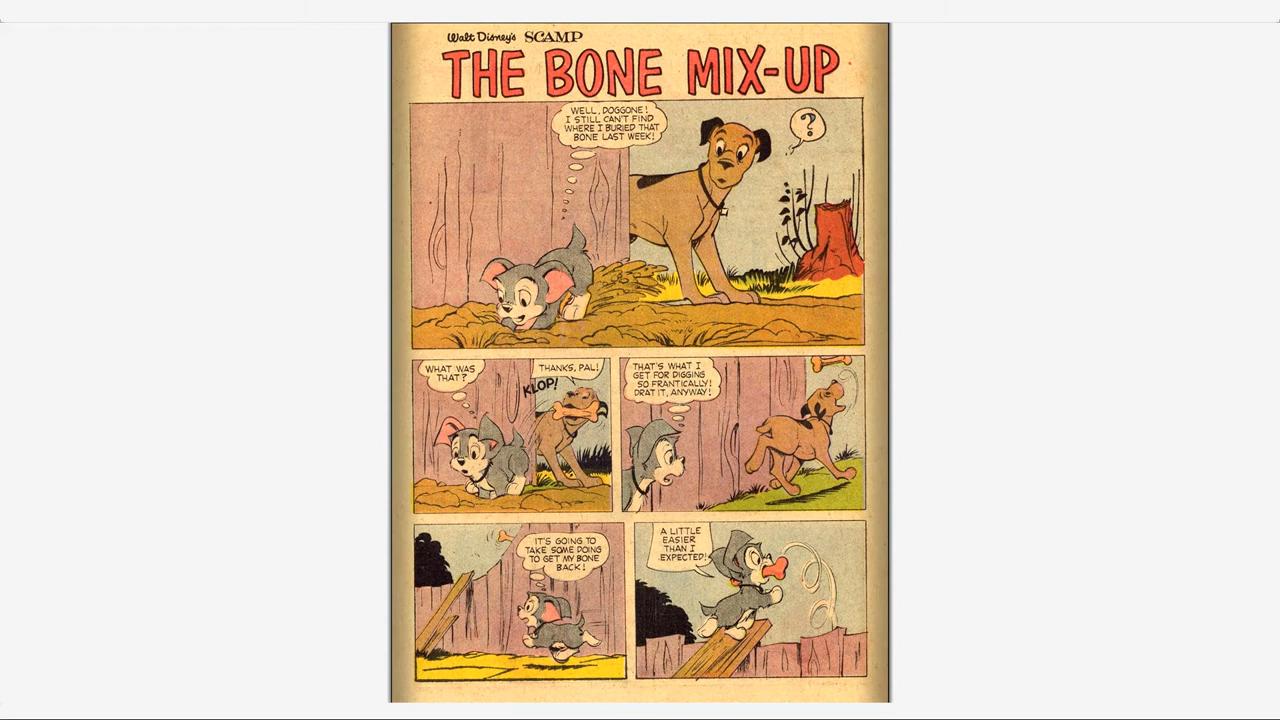 Walt Disney's SCAMP
THE BONE MIX-UP
WELL, DOGGONE!
I STILL CAN'T FIND
WHERE I BURIED THAT
BONE LAST WEEK!
?
WHAT WAS
THAT?
KLOP!
THANKS, PAL!
THAT'S WHAT I
GET FOR DIGGING
SO FRANTICALLY!
DRAT IT, ANYWAY!
IT'S GOING TO
TAKE SOME DOING
TO GET MY BONE
BACK!
A LITTLE
EASIER
THAN I
EXPECTED!